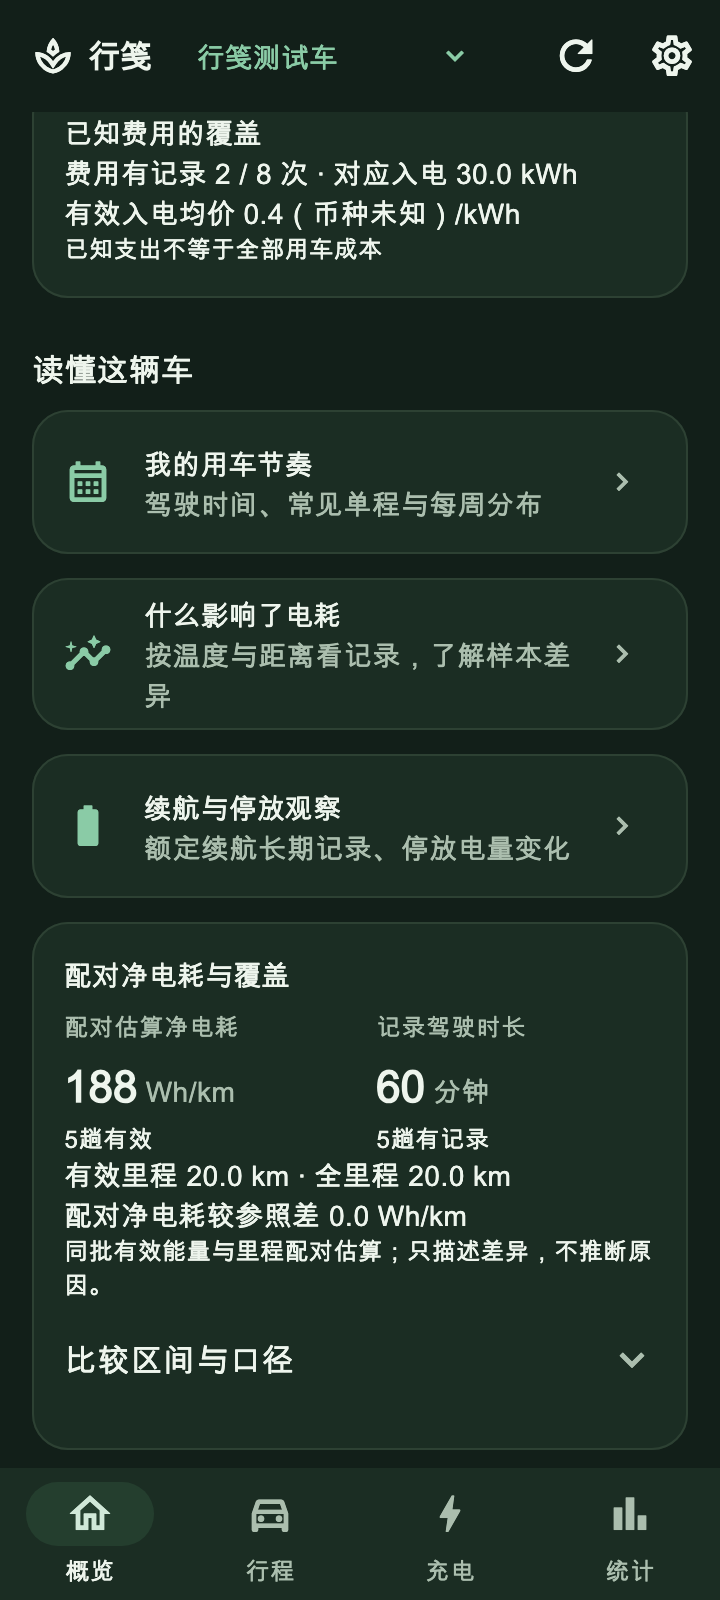 行笺
行笺测试车
已知费用的覆盖
费用有记录 2 / 8 次 · 对应入电 30.0 kWh
有效入电均价 0.4（币种未知）/kWh
已知支出不等于全部用车成本
读懂这辆车
我的用车节奏
驾驶时间、常见单程与每周分布
什么影响了电耗
按温度与距离看记录，了解样本差
异
续航与停放观察
额定续航长期记录、停放电量变化
配对净电耗与覆盖
配对估算净电耗
记录驾驶时长
188 Wh/km
60 分钟
5趟有效
5趟有记录
有效里程 20.0 km · 全里程 20.0 km
配对净电耗较参照差 0.0 Wh/km
同批有效能量与里程配对估算；只描述差异，不推断原
因。
比较区间与口径
概览
行程
充电
统计